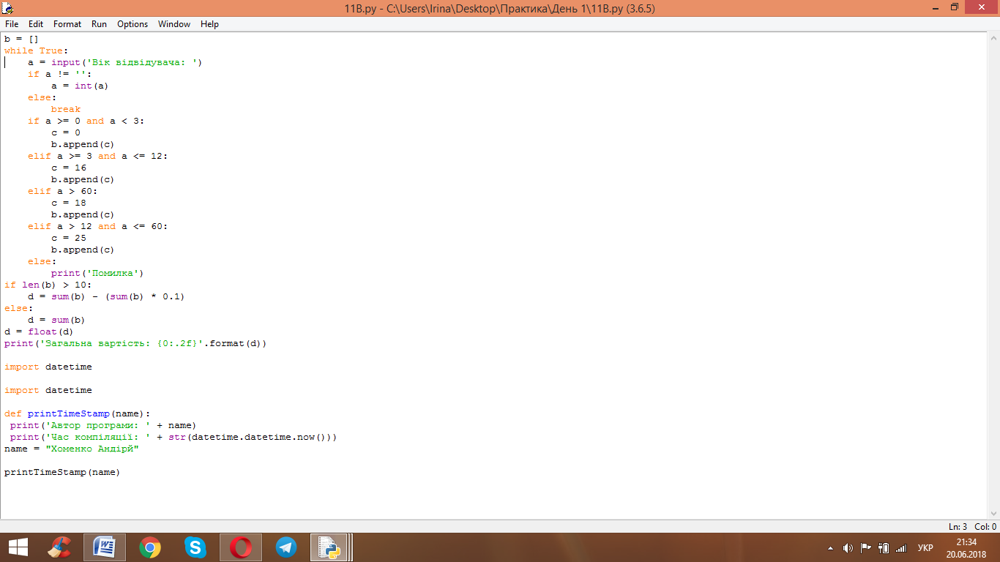 11B.py - C:\Users\Irina\Desktop\Практика\День 1\11B.py (3.6.5)
File Edit Format Run Options Window Help
b = []
while True:
    a = input('Вік відвідувача: ')
    if a != '':
        a = int(a)
    else:
        break
    if a >= 0 and a < 3:
        c = 0
        b.append(c)
    elif a >= 3 and a <= 12:
        c = 16
        b.append(c)
    elif a > 60:
        c = 18
        b.append(c)
    elif a > 12 and a <= 60:
        c = 25
        b.append(c)
    else:
        print('Помилка')
if len(b) > 10:
    d = sum(b) - (sum(b) * 0.1)
else:
    d = sum(b)
d = float(d)
print('Загальна вартість: {0:.2f}'.format(d))
import datetime
import datetime
def printTimeStamp(name):
 print('Автор програми: ' + name)
 print('Час компіляції: ' + str(datetime.datetime.now()))
name = "Хоменко Андірй"
printTimeStamp(name)
Ln: 3 Col: 0
УКР
21:34
20.06.2018